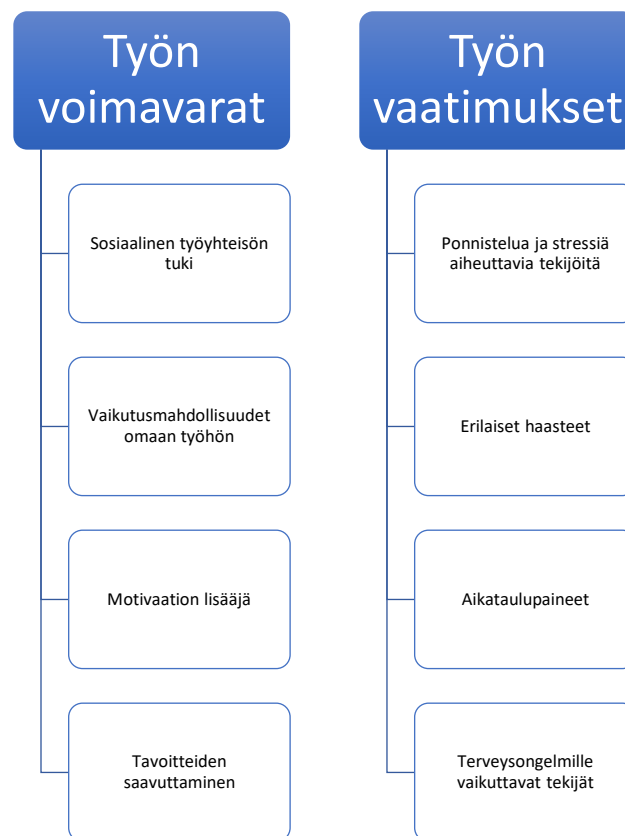 Työn
voimavarat
Sosiaalinen työyhteisön
tuki
Vaikutusmahdollisuudet
omaan työhön
Motivaation lisääjä
Tavoitteiden
saavuttaminen
Työn
vaatimukset
Ponnistelua ja stressiä
aiheuttavia tekijöitä
Erilaiset haasteet
Aikataulupaineet
Terveysongelmille
vaikuttavat tekijät